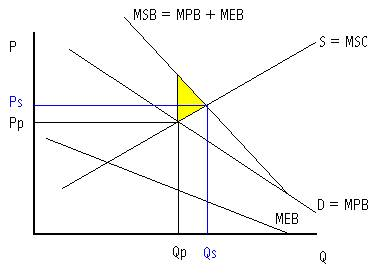 MSB = MPB + MEB
P
S = MSC
Ps
Pp
D = MPB
MEB
Qp
Qs
Q